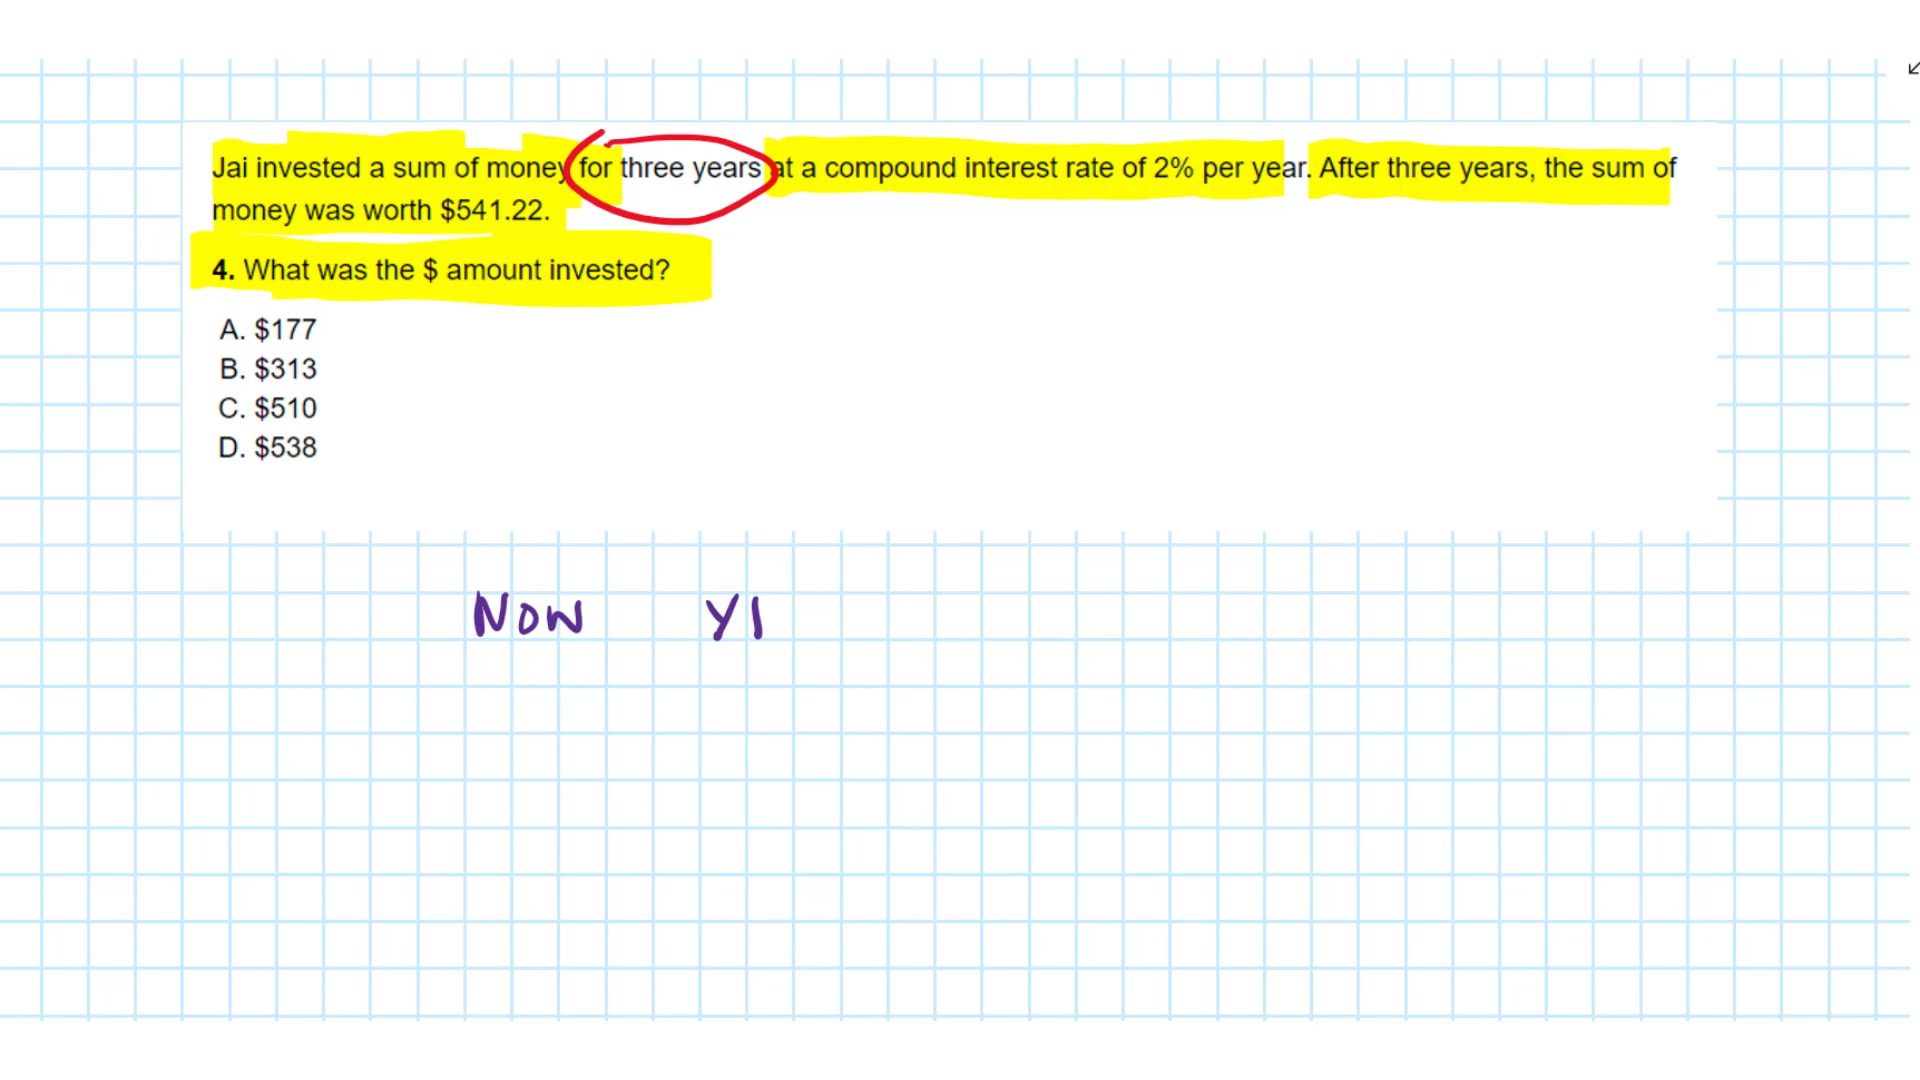 Jai invested a sum of money for three years at a compound interest rate of 2% per year. After three years, the sum of
money was worth $541.22.
4. What was the $ amount invested?
A. $177
B. $313
C. $510
D. $538
NOW Y1